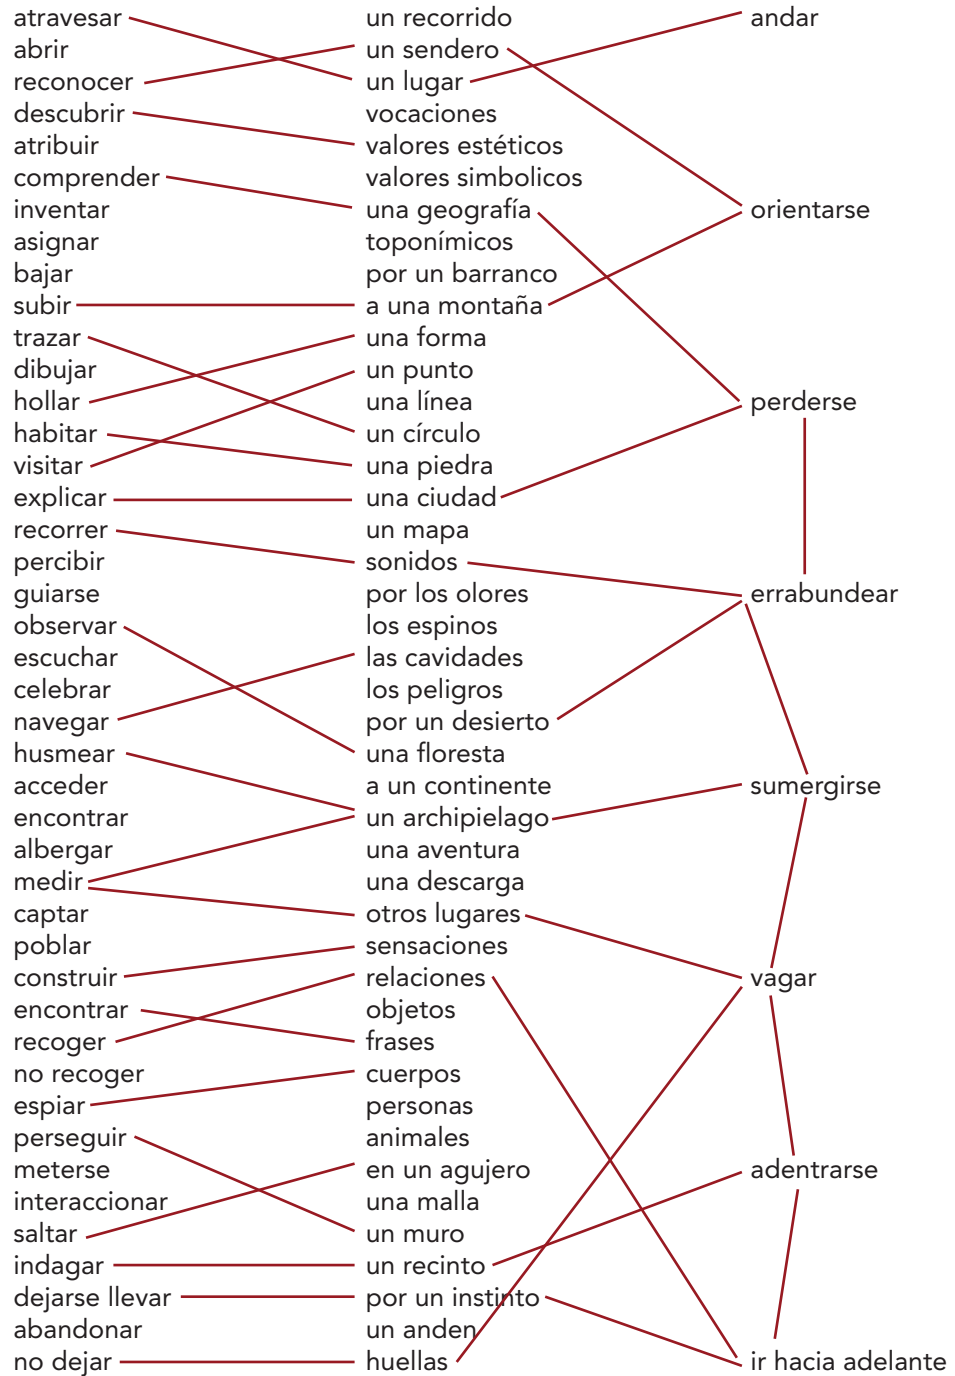 atravesar un recorrido andar
abrir un sendero
reconocer un lugar
descubrir vocaciones
atribuir valores estéticos
comprender valores simbolicos
inventar una geografía orientarse
asignar toponímicos
bajar por un barranco
subir a una montaña
trazar una forma
dibujar un punto
hollar una línea perderse
habitar un círculo
visitar una piedra
explicar una ciudad
recorrer un mapa
percibir sonidos
guiarse por los olores errabundear
observar los espinos
escuchar las cavidades
celebrar los peligros
navegar por un desierto
husmear una floresta
acceder a un continente sumergirse
encontrar un archipielago
albergar una aventura
medir una descarga
captar otros lugares
poblar sensaciones
construir relaciones vagar
encontrar objetos
recoger frases
no recoger cuerpos
espiar personas
perseguir animales
meterse en un agujero adentrarse
interaccionar una malla
saltar un muro
indagar un recinto
dejarse llevar por un instinto
abandonar un anden
no dejar huellas ir hacia adelante